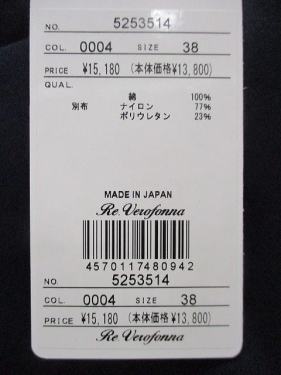 NO. 5253514
COL. 0004 SIZE 38
PRICE ¥15,180 (本体価格¥13,800)
QUAL.
綿 100%
別布 ナイロン 77%
ポリウレタン 23%
MADE IN JAPAN
Re.Verofonna
4570117480942
NO. 5253514
COL. 0004 SIZE 38
PRICE ¥15,180 (本体価格¥13,800)
Re.Verofonna